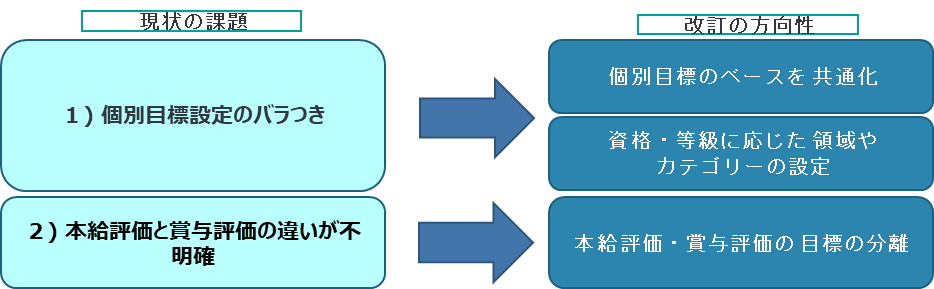 現状の課題
改訂の方向性
1）個別目標設定のバラつき
個別目標のベースを 共通化
資格・等級に応じた 領域や
カテゴリーの設定
2）本給評価と賞与評価の違いが不
明確
本給評価・賞与評価の 目標の分離